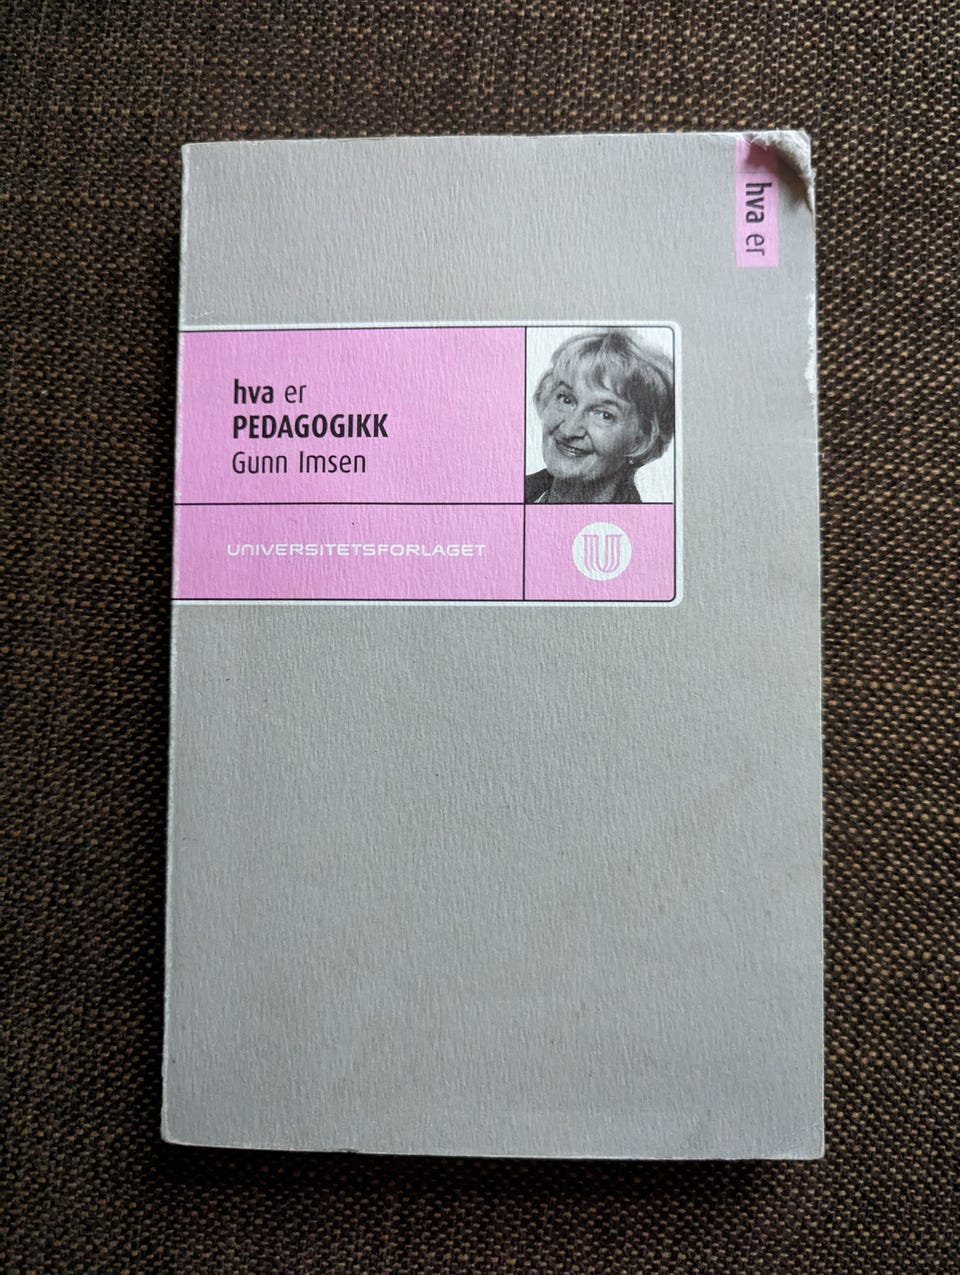 hva er
hva er
PEDAGOGIKK
Gunn Imsen
UNIVERSITETSFORLAGET
U